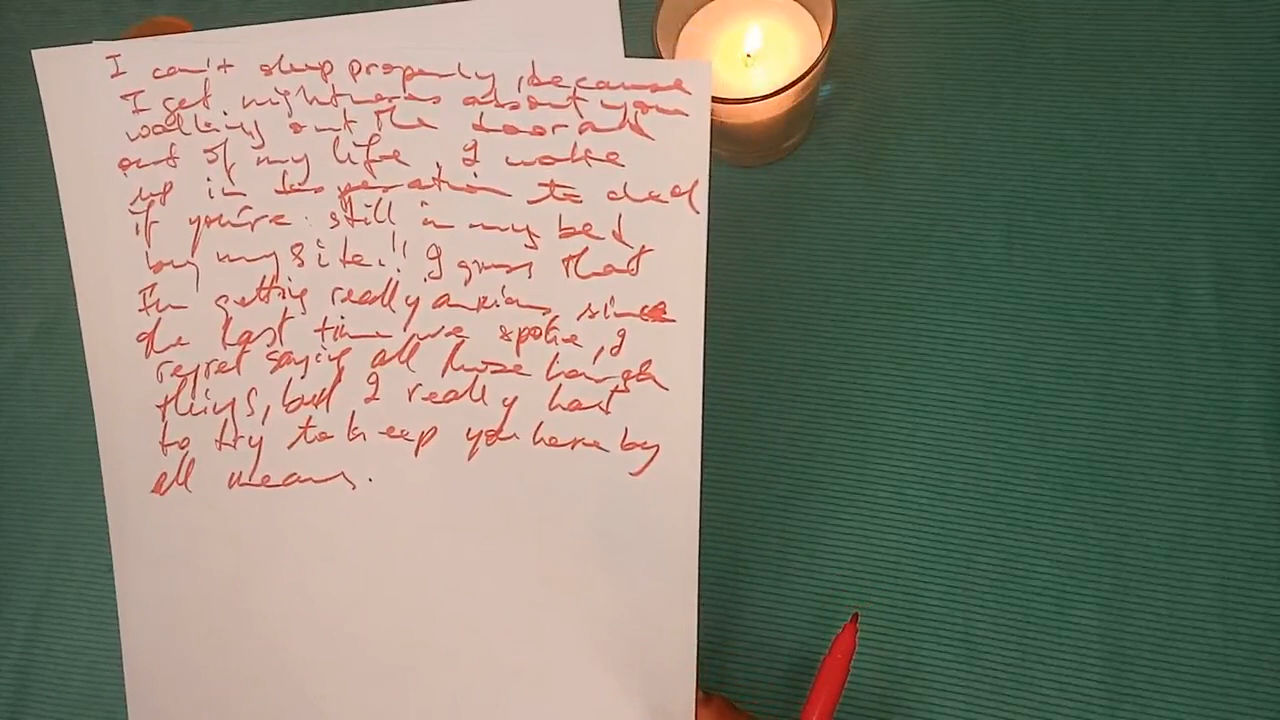 I can't sleep properly, because
I get nightmares about you
walking out the door and
out of my life, I wake
up in desperation to check
if you're still in my bed,
by my side!! I guess that
I'm getting really anxious since
the last time we spoke, I
regret saying all those harsh
things, but I really have
to try to keep you here by
all means.